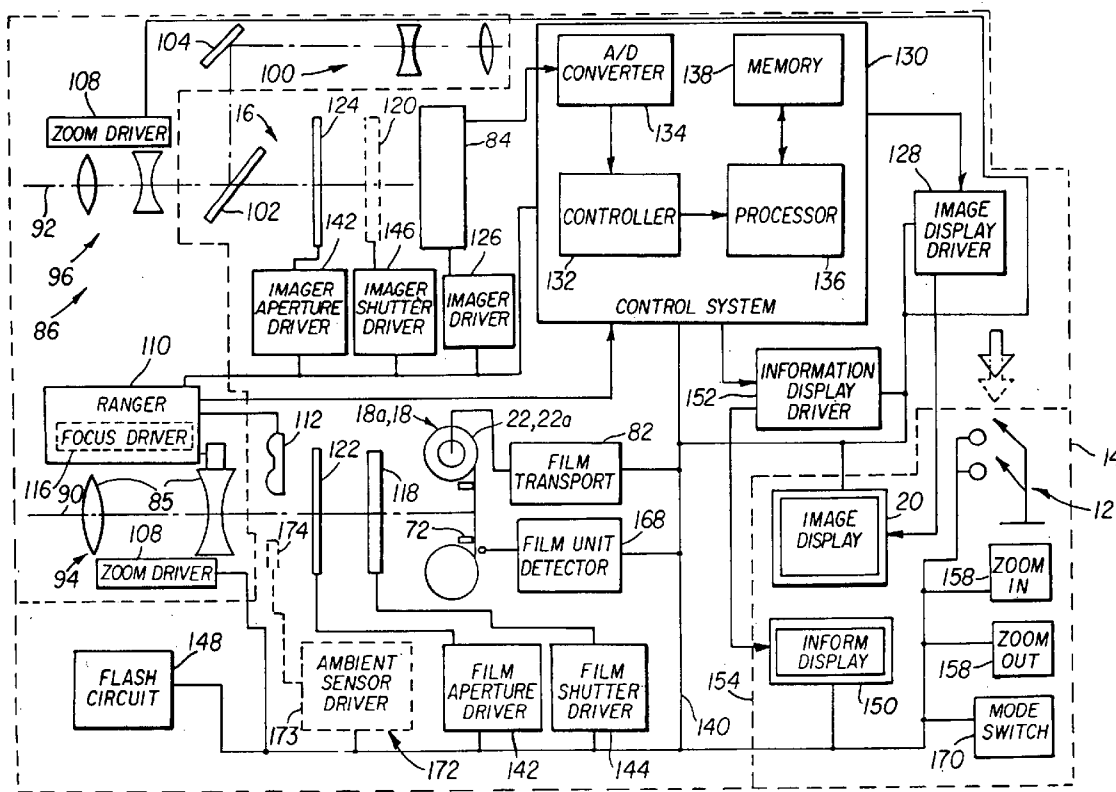 104
100
108
ZOOM DRIVER
92
96
86
16
102
124
120
84
142
146
126
IMAGER
APERTURE
DRIVER
IMAGER
SHUTTER
DRIVER
IMAGER
DRIVER
A/D
CONVERTER
134
138
MEMORY
130
CONTROLLER
132
PROCESSOR
136
CONTROL SYSTEM
128
IMAGE
DISPLAY
DRIVER
110
RANGER
FOCUS DRIVER
116
112
85
90
94
108
ZOOM DRIVER
174
122
118
18a, 18
22, 22a
72
82
FILM
TRANSPORT
168
FILM UNIT
DETECTOR
152
INFORMATION
DISPLAY
DRIVER
20
IMAGE
DISPLAY
14
12
158
ZOOM
IN
ZOOM
OUT
158
INFORM
DISPLAY
150
154
MODE
SWITCH
170
148
FLASH
CIRCUIT
AMBIENT
SENSOR
DRIVER
173
172
FILM
APERTURE
DRIVER
142
FILM
SHUTTER
DRIVER
144
140